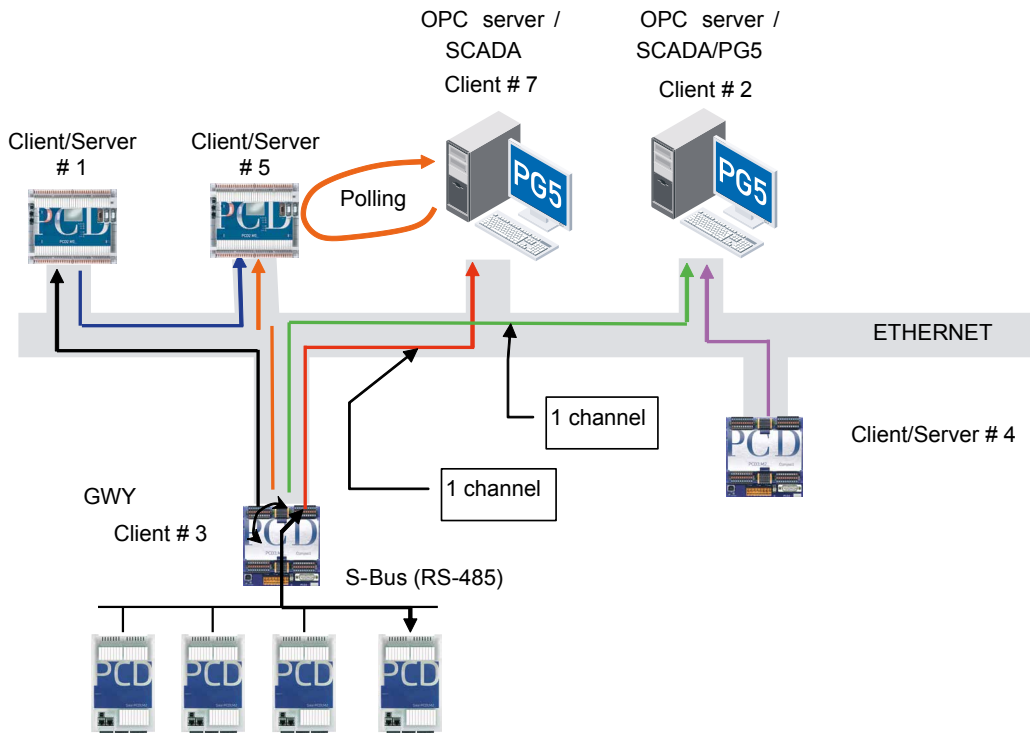 OPC server /
SCADA
Client # 7
OPC server /
SCADA/PG5
Client # 2
Client/Server
# 1
Client/Server
# 5
Polling
PG5
PG5
PCD
PCD
ETHERNET
1 channel
1 channel
PCD
Client/Server # 4
GWY
Client # 3
PCD
S-Bus (RS-485)
PCD
PCD
PCD
PCD